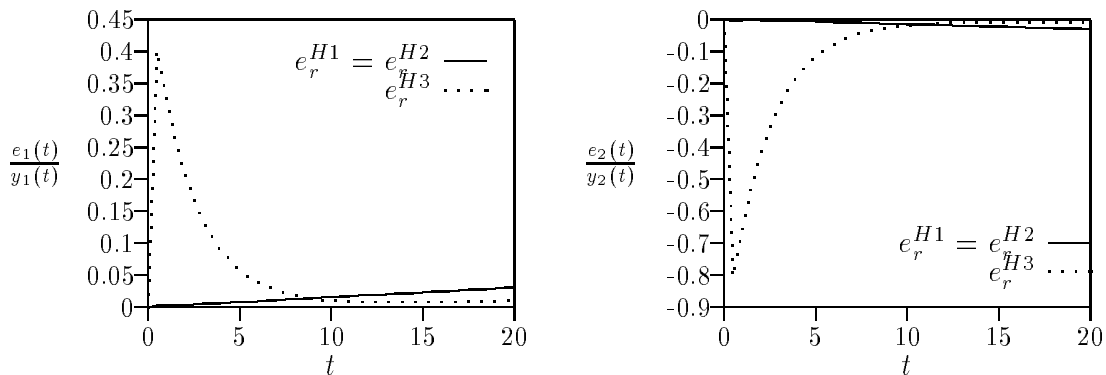 0.45
0.4
0.35
0.3
0.25
0.2
0.15
0.1
0.05
0
e_1(t)
y_1(t)
e_r^{H1} = e_r^{H2}
e_r^{H3}
0 5 10 15 20
t
0
-0.1
-0.2
-0.3
-0.4
-0.5
-0.6
-0.7
-0.8
-0.9
e_2(t)
y_2(t)
e_r^{H1} = e_r^{H2}
e_r^{H3}
0 5 10 15 20
t